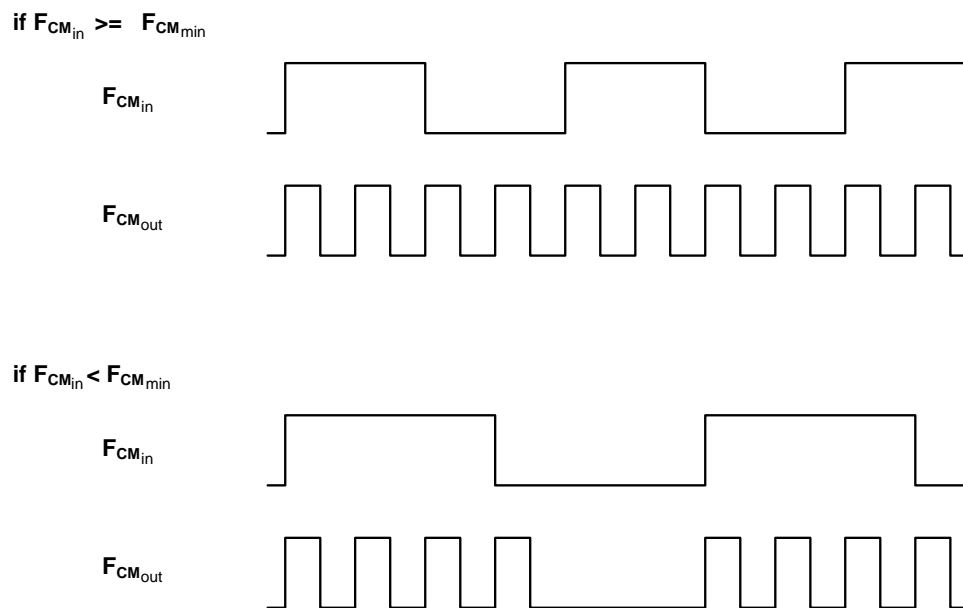 if FCMin >= FCMmin
FCMin
FCMout
if FCMin < FCMmin
FCMin
FCMout